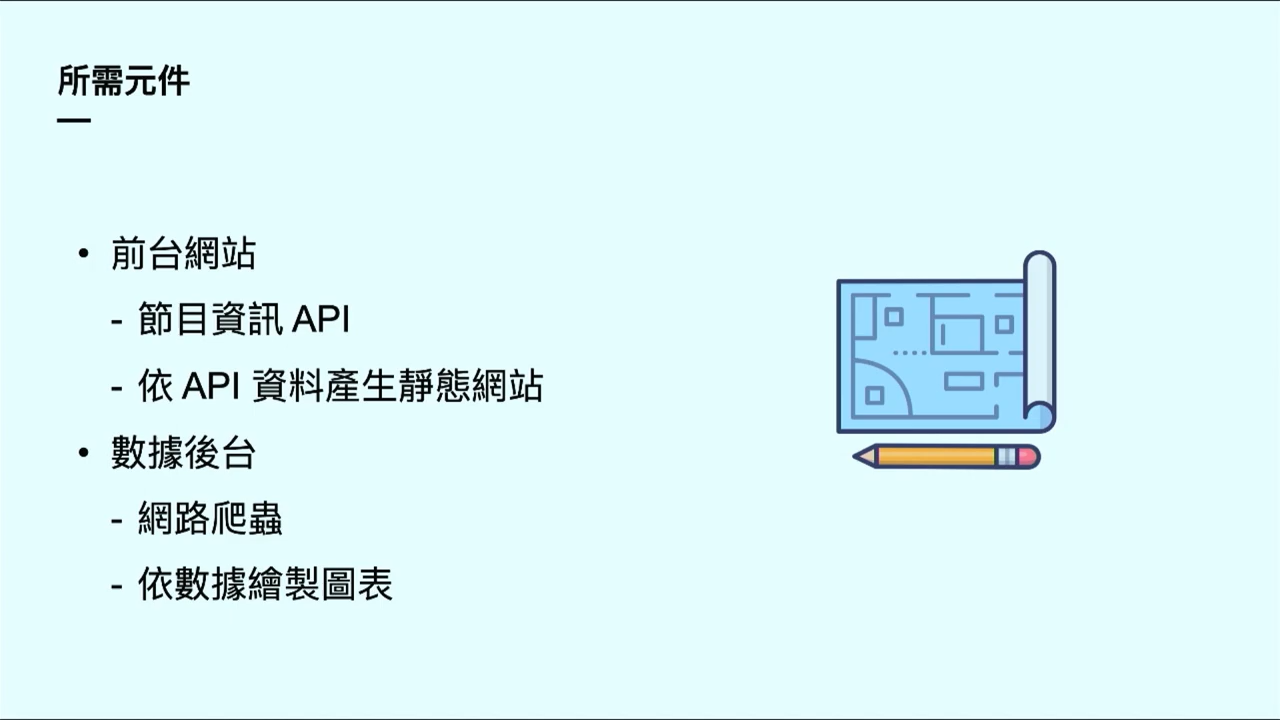 所需元件
• 前台網站
- 節目資訊 API
- 依 API 資料產生靜態網站
• 數據後台
- 網路爬蟲
- 依數據繪製圖表